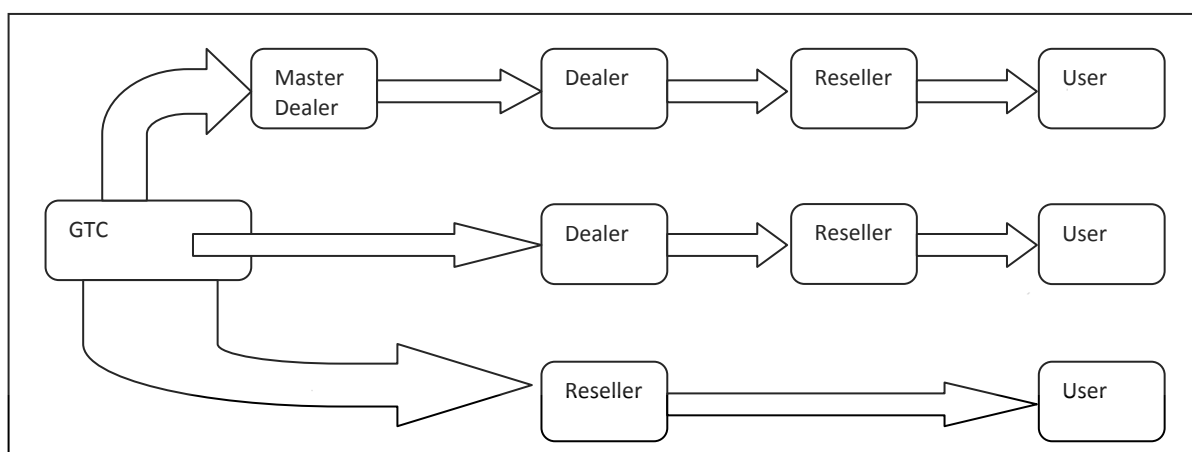 Master
Dealer
Dealer
Reseller
User
GTC
Dealer
Reseller
User
Reseller
User